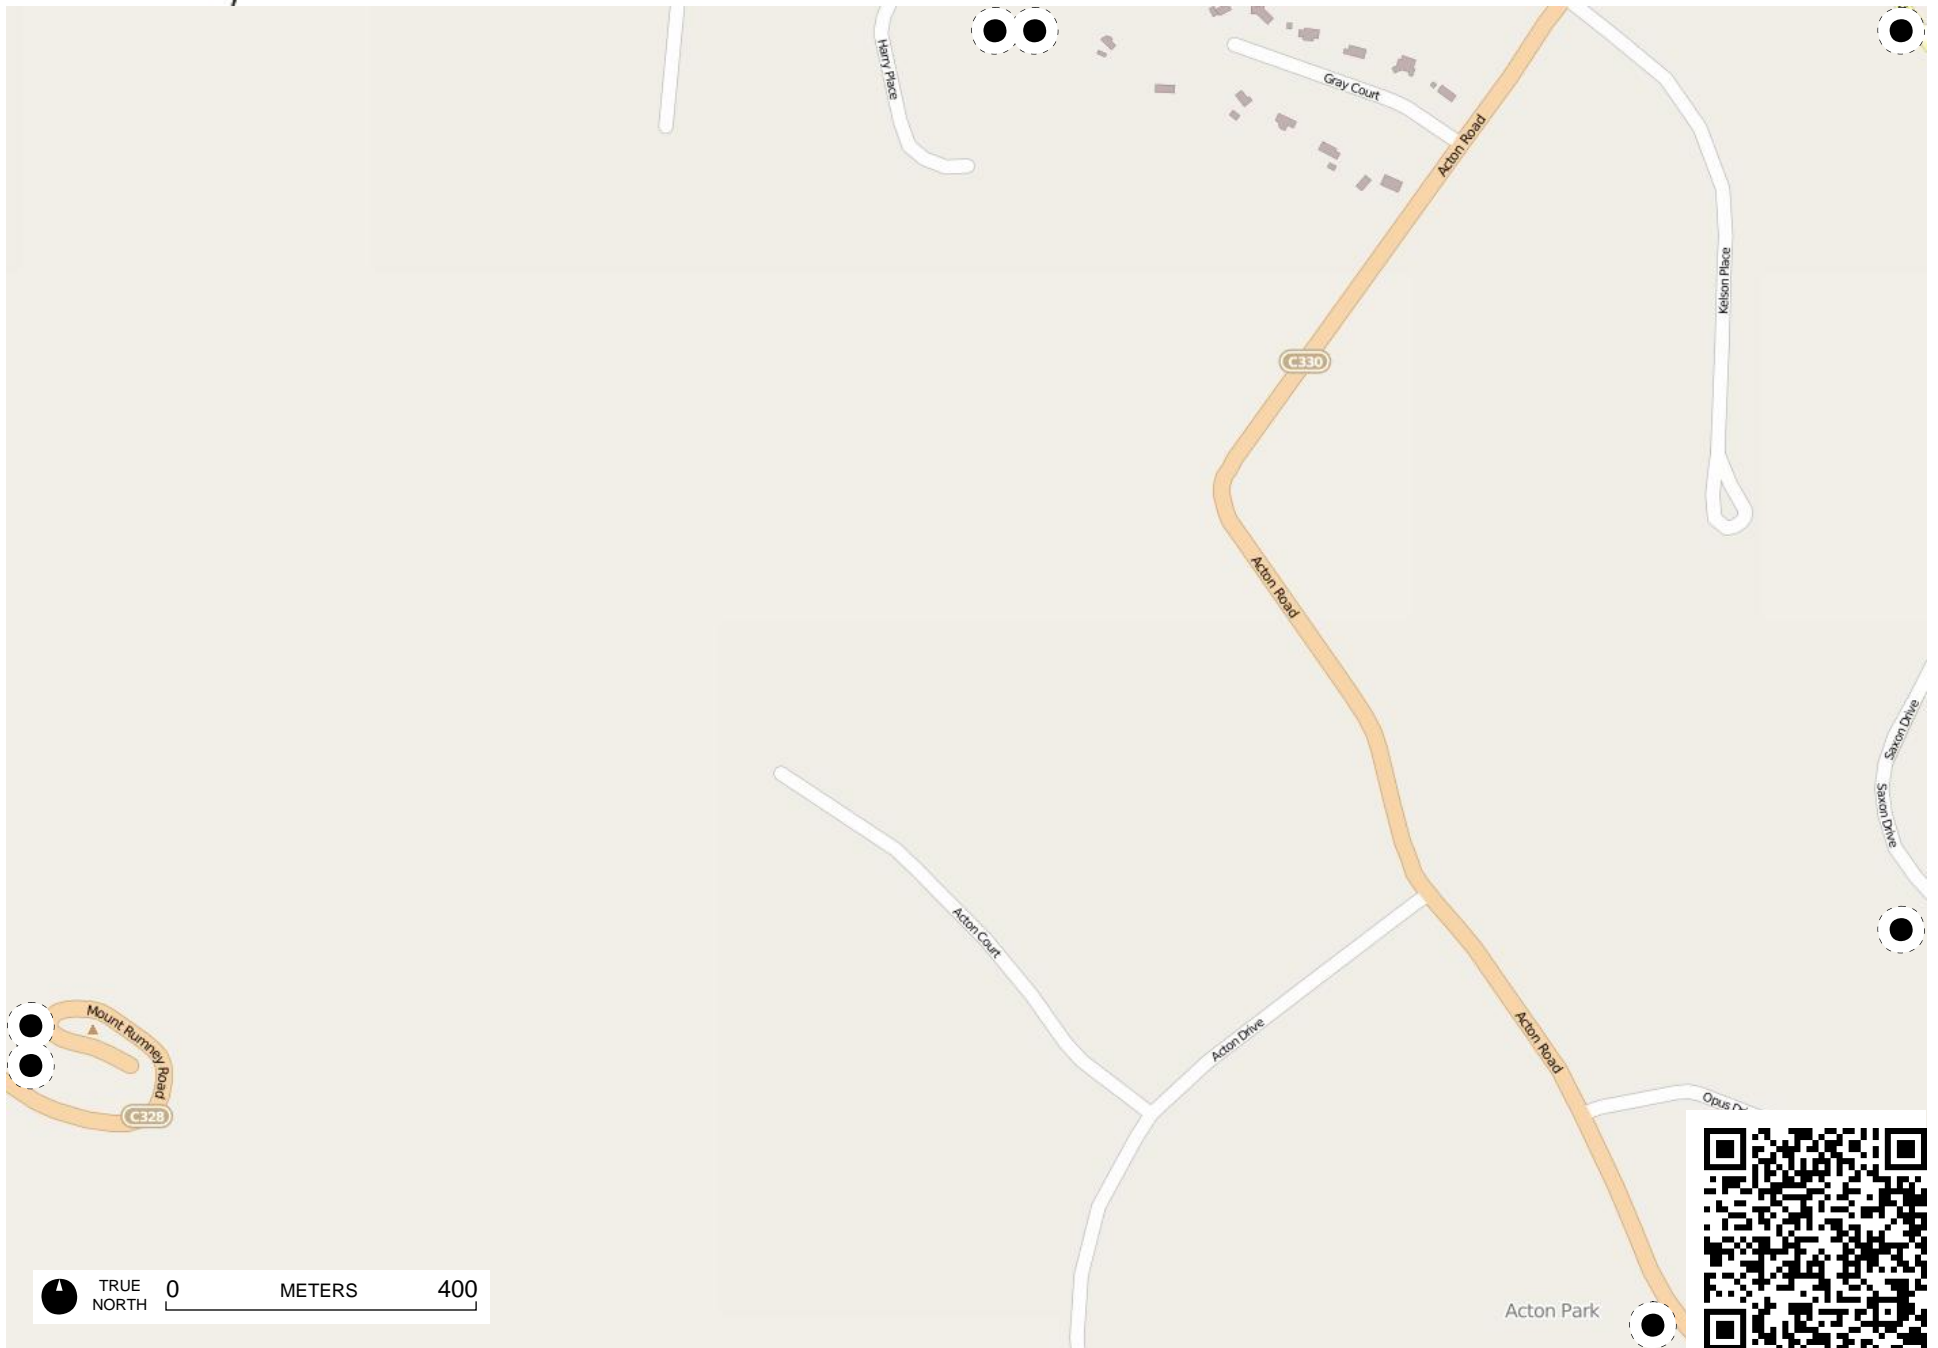 Harry Place
Gray Court
Acton Road
Kelson Place
C330
Acton Road
Saxon Drive
Saxon Drive
Acton Court
Mount Rumney Road
Acton Drive
Acton Road
C328
Opus
TRUE NORTH
0 METERS 400
Acton Park